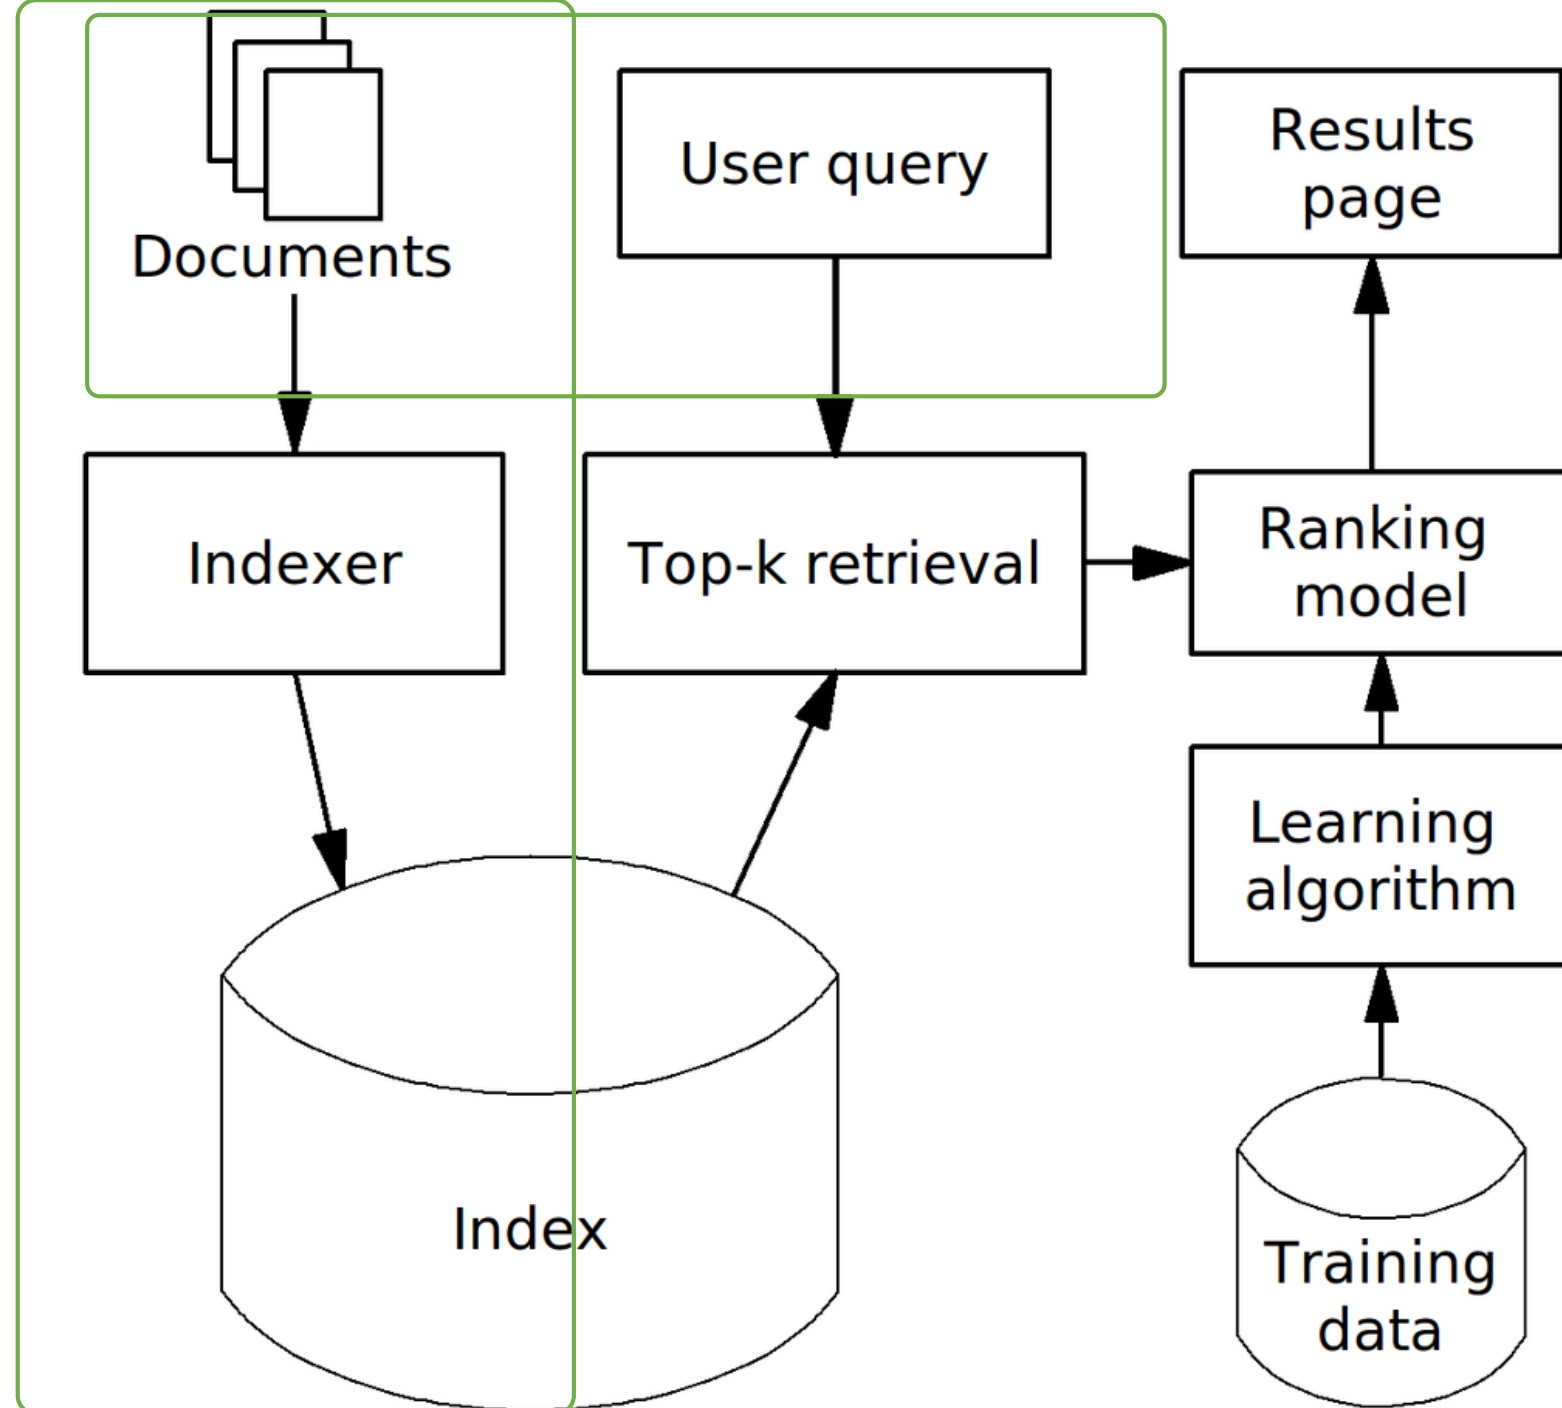 Documents
User query
Results
page
Indexer
Top-k retrieval
Ranking
model
Learning
algorithm
Index
Training
data